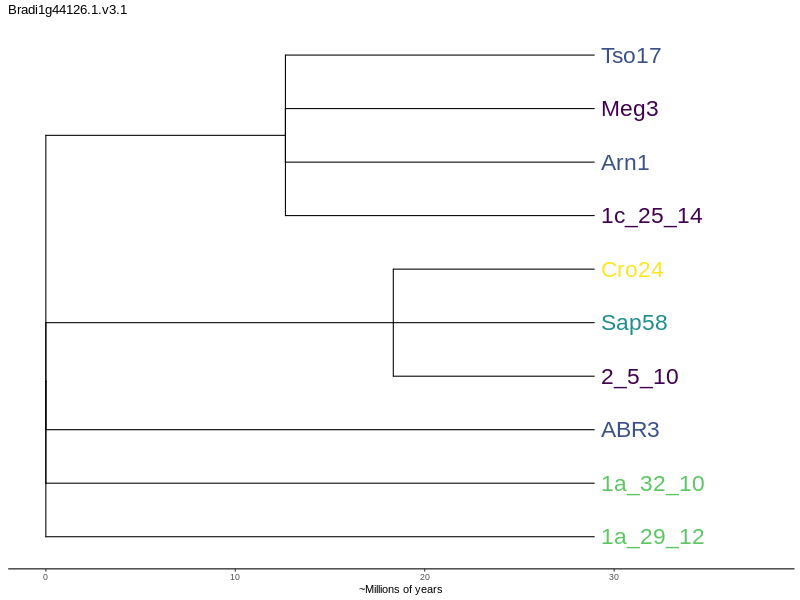 Bradi1g44126.1.v3.1
Tso17
Meg3
Arn1
1c_25_14
Cro24
Sap58
2_5_10
ABR3
1a_32_10
1a_29_12
0 10 20 30
~Millions of years